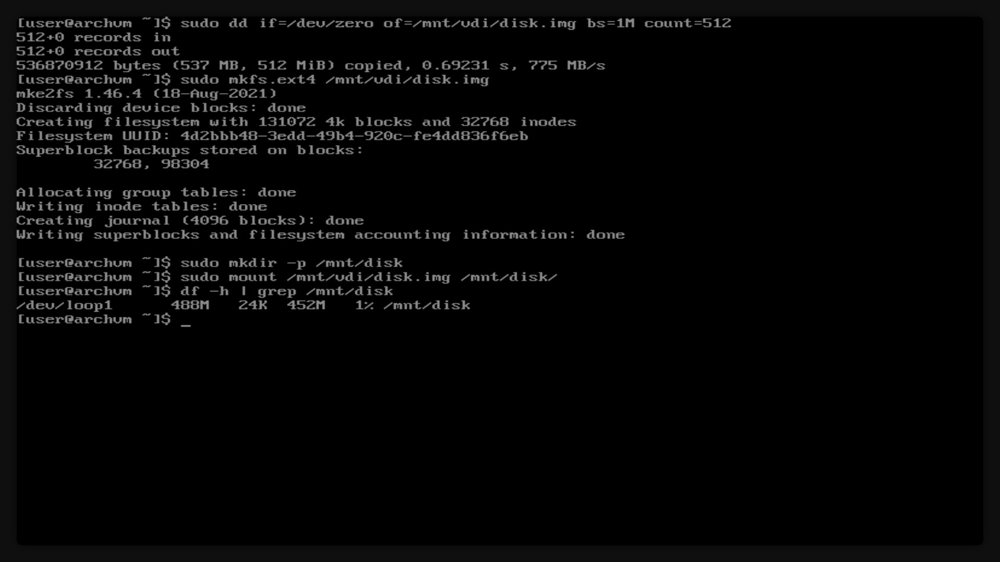 [user@archvm ~]$ sudo dd if=/dev/zero of=/mnt/vdi/disk.img bs=1M count=512
512+0 records in
512+0 records out
536870912 bytes (537 MB, 512 MiB) copied, 0.69231 s, 775 MB/s
[user@archvm ~]$ sudo mkfs.ext4 /mnt/vdi/disk.img
mke2fs 1.46.4 (18-Aug-2021)
Discarding device blocks: done
Creating filesystem with 131072 4k blocks and 32768 inodes
Filesystem UUID: 4d2bbb48-3edd-49b4-920c-fe4dd836f6eb
Superblock backups stored on blocks:
        32768, 98304

Allocating group tables: done
Writing inode tables: done
Creating journal (4096 blocks): done
Writing superblocks and filesystem accounting information: done

[user@archvm ~]$ sudo mkdir -p /mnt/disk
[user@archvm ~]$ sudo mount /mnt/vdi/disk.img /mnt/disk/
[user@archvm ~]$ df -h | grep /mnt/disk
/dev/loop1      488M   24K  452M   1% /mnt/disk
[user@archvm ~]$ _